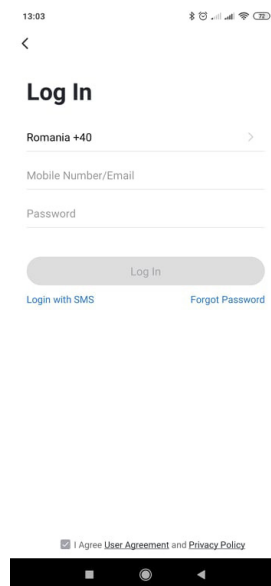 13:03
72
Log In
Romania +40
Mobile Number/Email
Password
Log In
Login with SMS Forgot Password
I Agree User Agreement and Privacy Policy